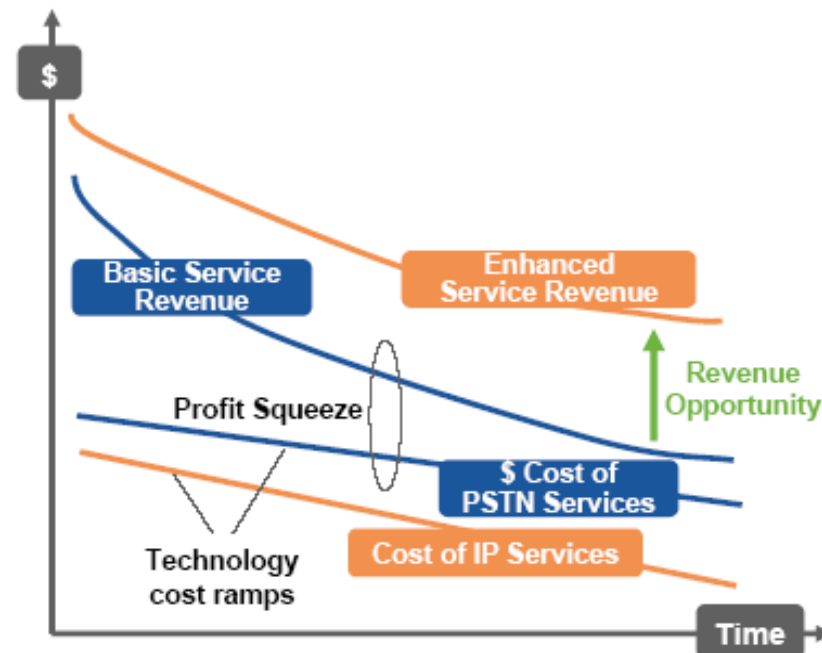 $
Basic Service
Revenue
Enhanced
Service Revenue
Revenue
Opportunity
Profit Squeeze
$ Cost of
PSTN Services
Cost of IP Services
Technology
cost ramps
Time